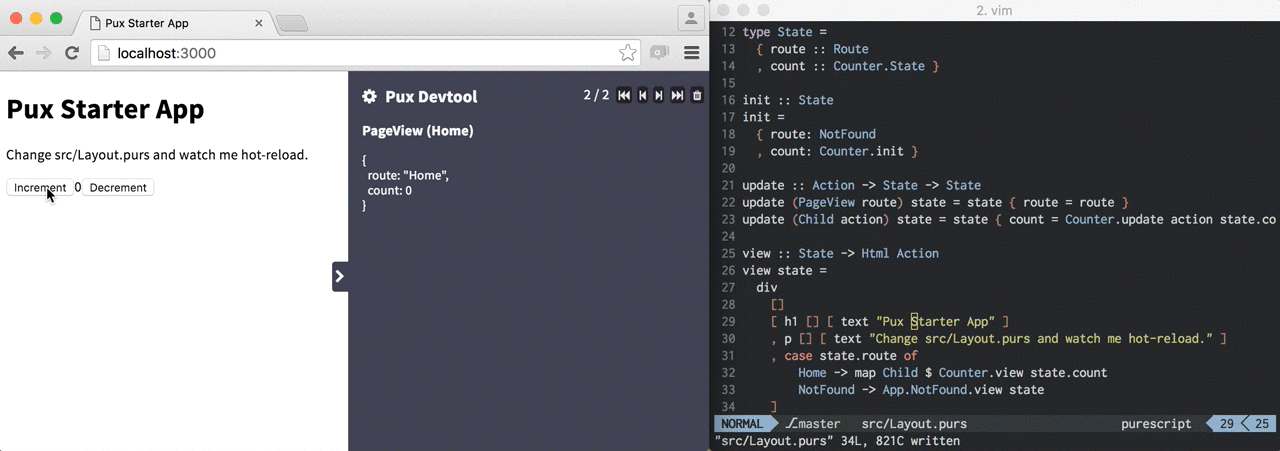 Pux Starter App
localhost:3000
Pux Starter App
Change src/Layout.purs and watch me hot-reload.
Increment 0 Decrement
Pux Devtool 2 / 2
PageView (Home)
{
route: "Home",
count: 0
}
2. vim
12 type State =
13 { route :: Route
14 , count :: Counter.State }
15
16 init :: State
17 init =
18 { route: NotFound
19 , count: Counter.init }
20
21 update :: Action -> State -> State
22 update (PageView route) state = state { route = route }
23 update (Child action) state = state { count = Counter.update action state.co
24
25 view :: State -> Html Action
26 view state =
27 div
28 []
29 [ h1 [] [ text "Pux Starter App" ]
30 , p [] [ text "Change src/Layout.purs and watch me hot-reload." ]
31 , case state.route of
32 Home -> map Child $ Counter.view state.count
33 NotFound -> App.NotFound.view state
34 ]
NORMAL master src/Layout.purs purescript 29 25
"src/Layout.purs" 34L, 821C written